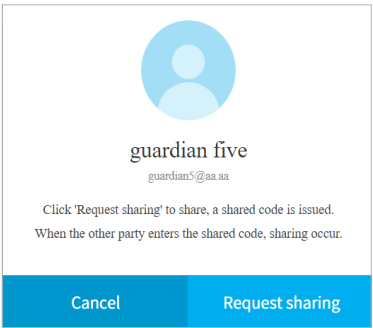 guardian five
guardian5@aa.aa
Click 'Request sharing' to share, a shared code is issued.
When the other party enters the shared code, sharing occur.
Cancel
Request sharing